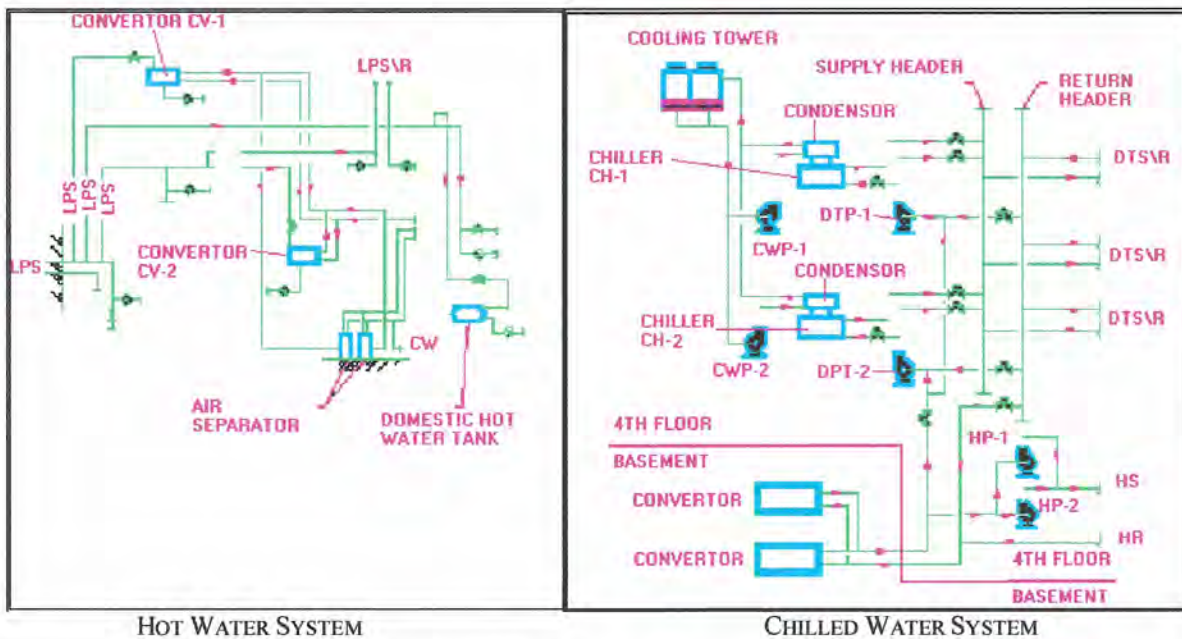 CONVERTOR CV-1
LPS\R
LPS
LPS
LPS
LPS
CONVERTOR
CV-2
CW
AIR
SEPARATOR
DOMESTIC HOT
WATER TANK
HOT WATER SYSTEM
COOLING TOWER
SUPPLY HEADER
RETURN
HEADER
CONDENSOR
CHILLER
CH-1
DTS\R
CWP-1
DTP-1
CONDENSOR
DTS\R
CHILLER
CH-2
DTS\R
CWP-2
DPT-2
4TH FLOOR
BASEMENT
HP-1
CONVERTOR
HS
HP-2
CONVERTOR
HR
4TH FLOOR
BASEMENT
CHILLED WATER SYSTEM